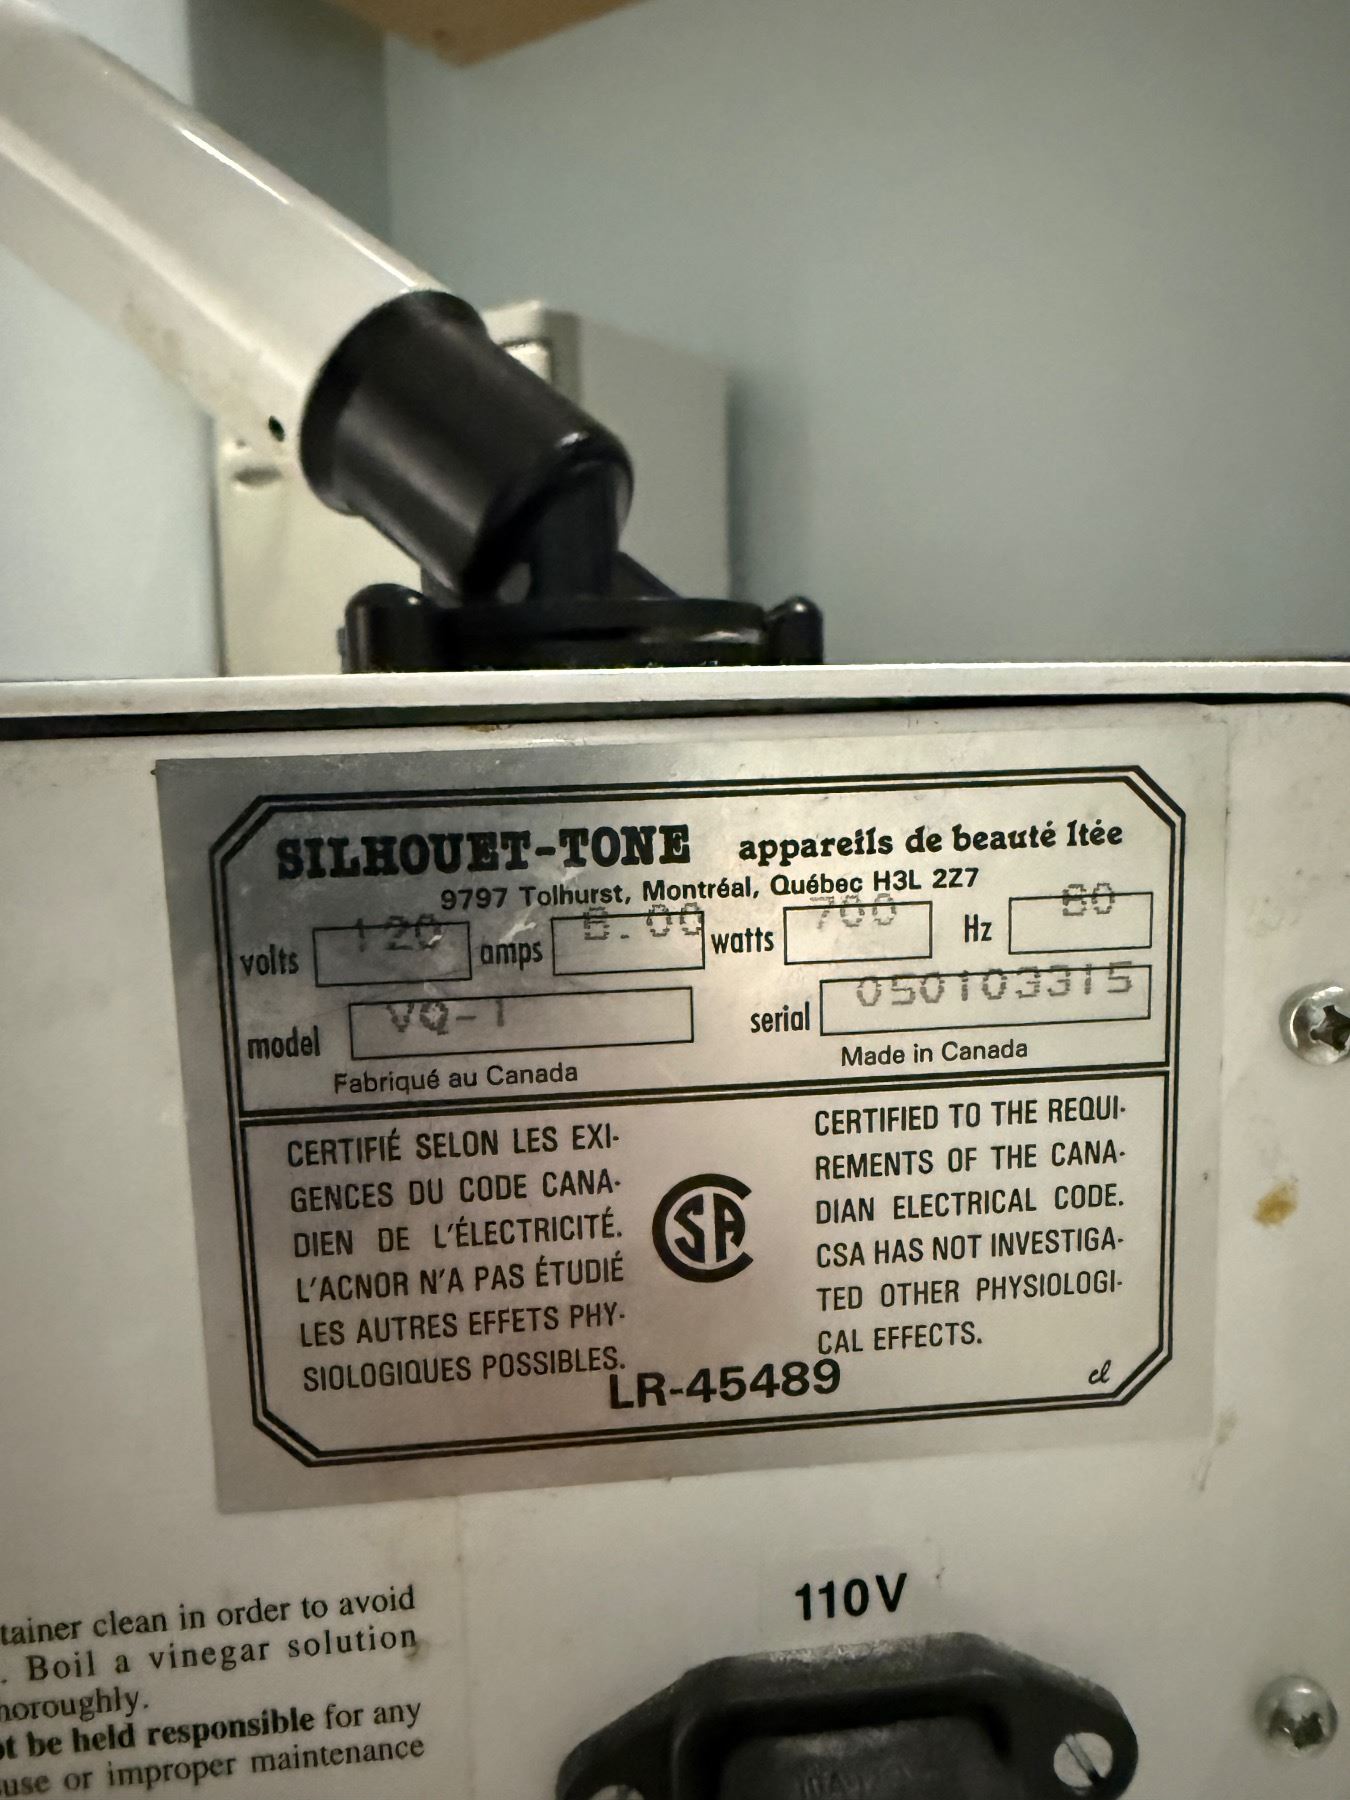 SILHOUET-TONE appareils de beauté ltée
9797 Tolhurst, Montréal, Québec H3L 2Z7
volts 120 amps 6.00 watts 700 Hz 60
model VQ-1 serial 050103315
Fabriqué au Canada Made in Canada
CERTIFIÉ SELON LES EXI-
GENCES DU CODE CANA-
DIEN DE L'ÉLECTRICITÉ.
L'ACNOR N'A PAS ÉTUDIÉ
LES AUTRES EFFETS PHY-
SIOLOGIQUES POSSIBLES.
CSA
CERTIFIED TO THE REQUI-
REMENTS OF THE CANA-
DIAN ELECTRICAL CODE.
CSA HAS NOT INVESTIGA-
TED OTHER PHYSIOLOGI-
CAL EFFECTS.
LR-45489
cl
110V
tainer clean in order to avoid
. Boil a vinegar solution
horoughly.
t be held responsible for any
use or improper maintenance